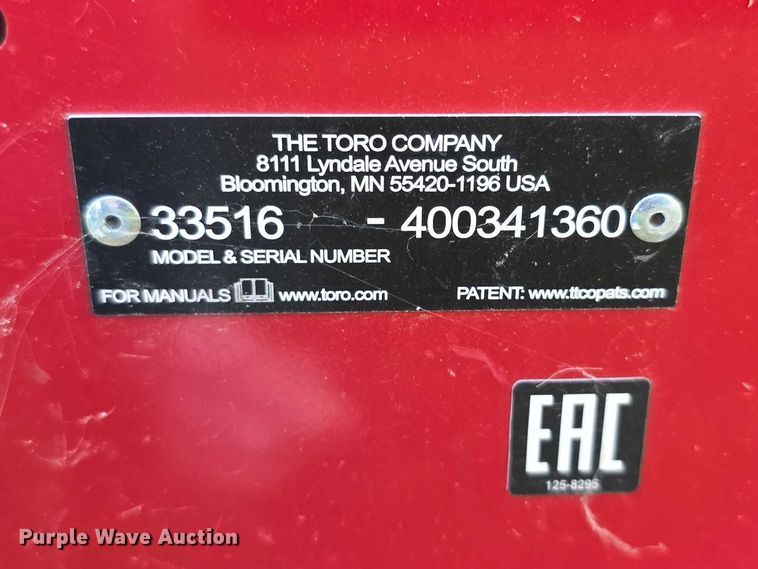 THE TORO COMPANY
8111 Lyndale Avenue South
Bloomington, MN 55420-1196 USA
33516 - 400341360
MODEL & SERIAL NUMBER
FOR MANUALS www.toro.com PATENT: www.ttcopats.com
EAC
125-8295
Purple Wave Auction